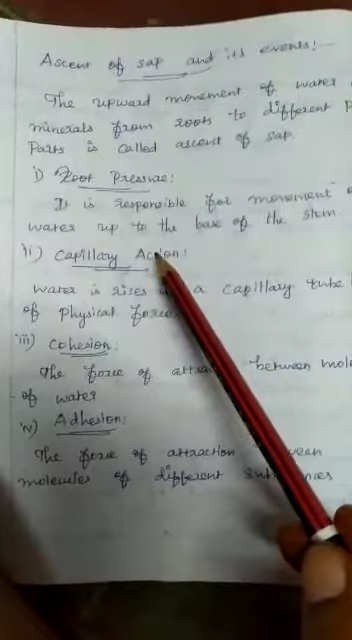 Ascent of sap and its events:-
The upward movement of water
minerals from roots to different
Parts is called ascent of sap.
i) Root Pressure:
It is responsible for movement
water up to the base of the stem
ii) Capillary Action:
water is rises a capillary tube
of physical force
iii) Cohesion:
The force of between
of water
iv) Adhesion:
The force of attraction
molecules of different